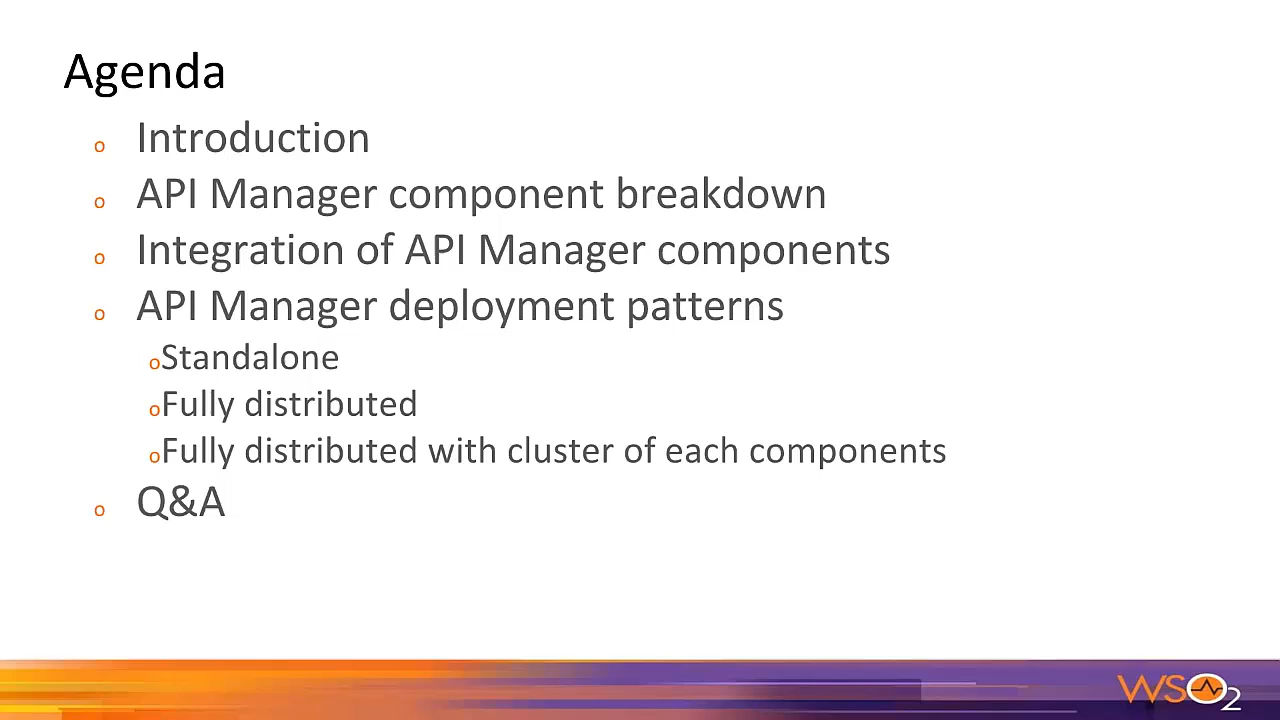 Agenda
o Introduction
o API Manager component breakdown
o Integration of API Manager components
o API Manager deployment patterns
o Standalone
o Fully distributed
o Fully distributed with cluster of each components
o Q&A
WSO2